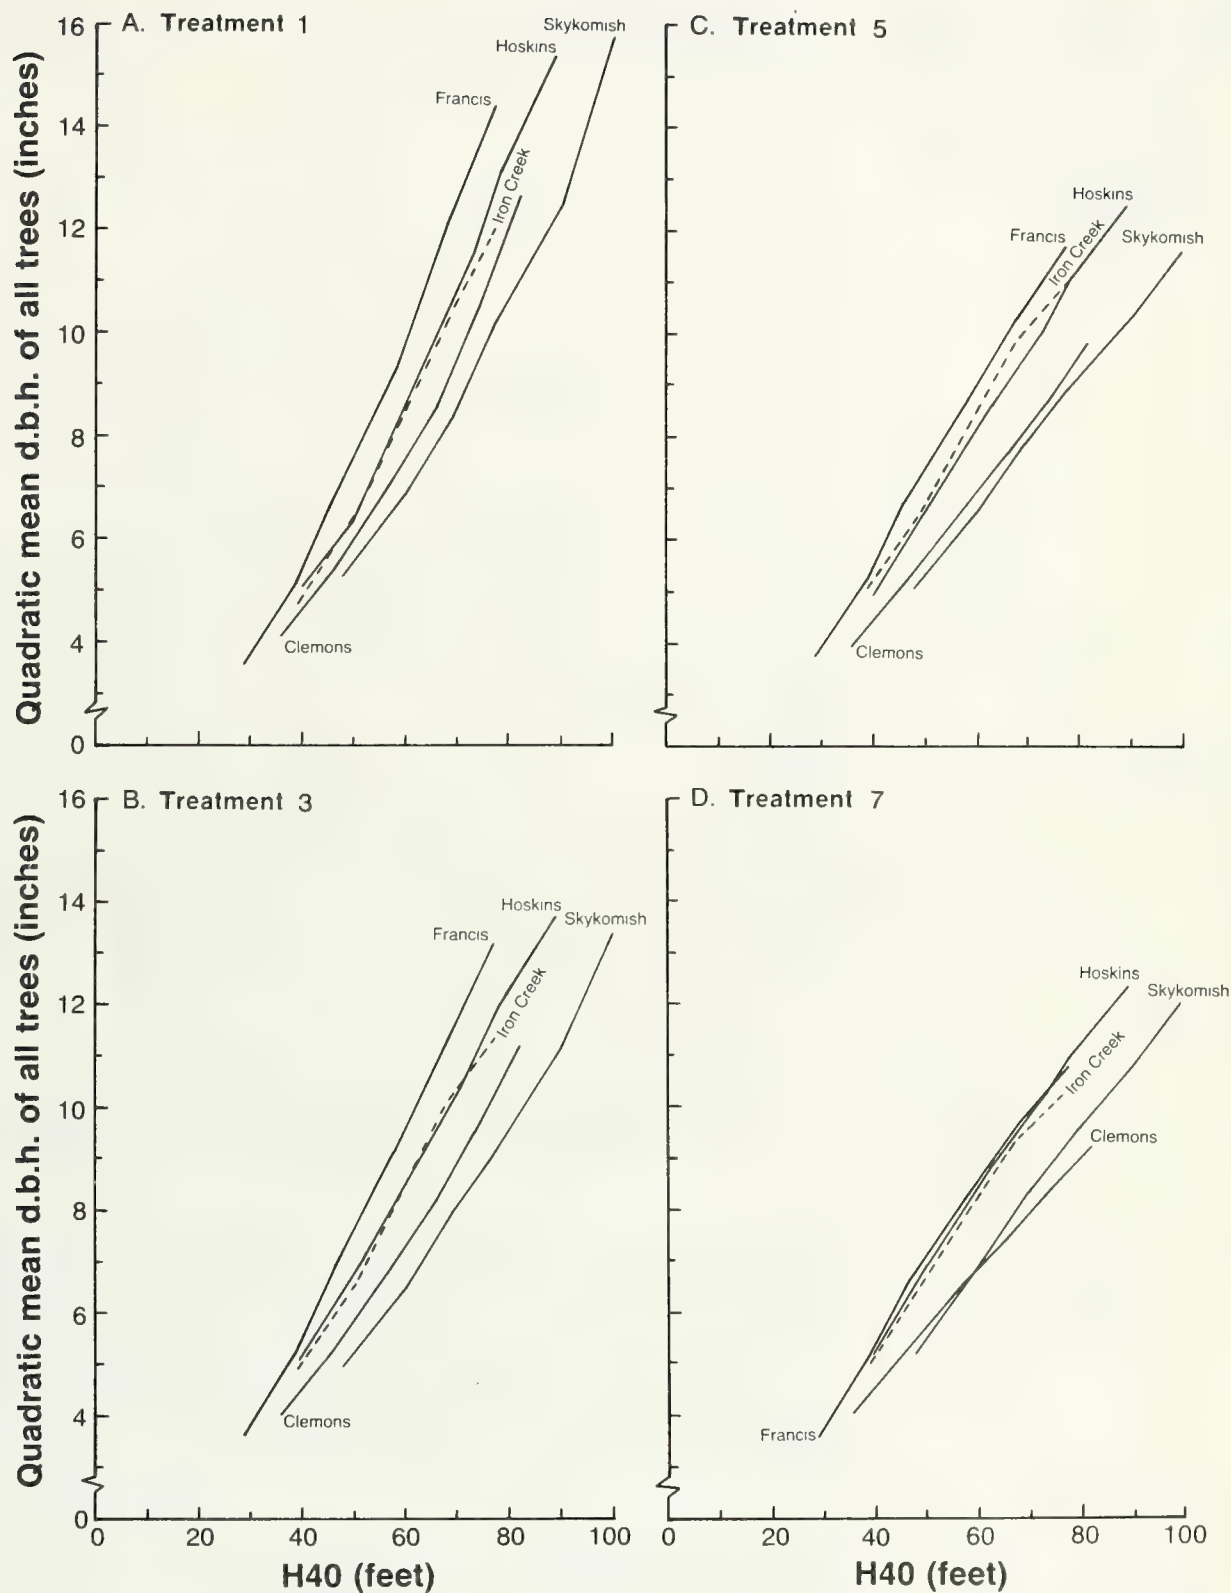 A. Treatment 1
Quadratic mean d.b.h. of all trees (inches)
16
14
12
10
8
6
4
0
Skykomish
Hoskins
Francis
Iron Creek
Clemons
C. Treatment 5
Hoskins
Francis
Iron Creek
Skykomish
Clemons
B. Treatment 3
Quadratic mean d.b.h. of all trees (inches)
16
14
12
10
8
6
4
0
Hoskins
Skykomish
Francis
Iron Creek
Clemons
0 20 40 60 80 100
H40 (feet)
D. Treatment 7
Hoskins
Skykomish
Iron Creek
Clemons
Francis
0 20 40 60 80 100
H40 (feet)